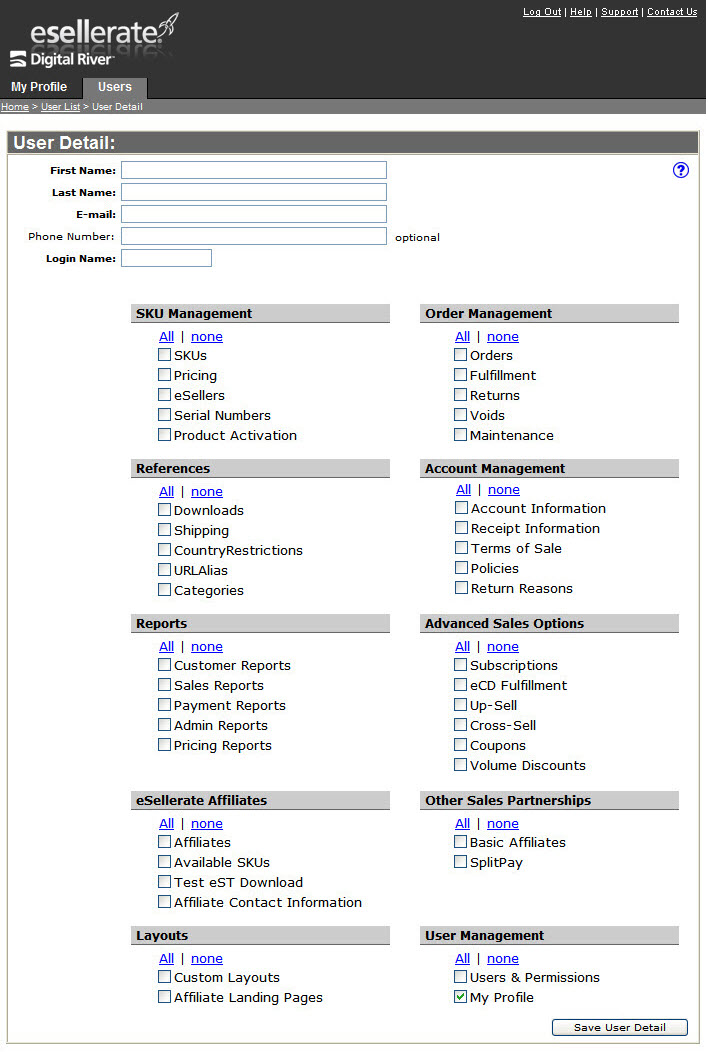 Log Out | Help | Support | Contact Us
esellerate
Digital River
My Profile
Users
Home > User List > User Detail
User Detail:
First Name:
?
Last Name:
E-mail:
Phone Number:
optional
Login Name:
SKU Management
All | none
SKUs
Pricing
eSellers
Serial Numbers
Product Activation
Order Management
All | none
Orders
Fulfillment
Returns
Voids
Maintenance
References
All | none
Downloads
Shipping
CountryRestrictions
URLAlias
Categories
Account Management
All | none
Account Information
Receipt Information
Terms of Sale
Policies
Return Reasons
Reports
All | none
Customer Reports
Sales Reports
Payment Reports
Admin Reports
Pricing Reports
Advanced Sales Options
All | none
Subscriptions
eCD Fulfillment
Up-Sell
Cross-Sell
Coupons
Volume Discounts
eSellerate Affiliates
All | none
Affiliates
Available SKUs
Test eST Download
Affiliate Contact Information
Other Sales Partnerships
All | none
Basic Affiliates
SplitPay
Layouts
All | none
Custom Layouts
Affiliate Landing Pages
User Management
All | none
Users & Permissions
My Profile
Save User Detail